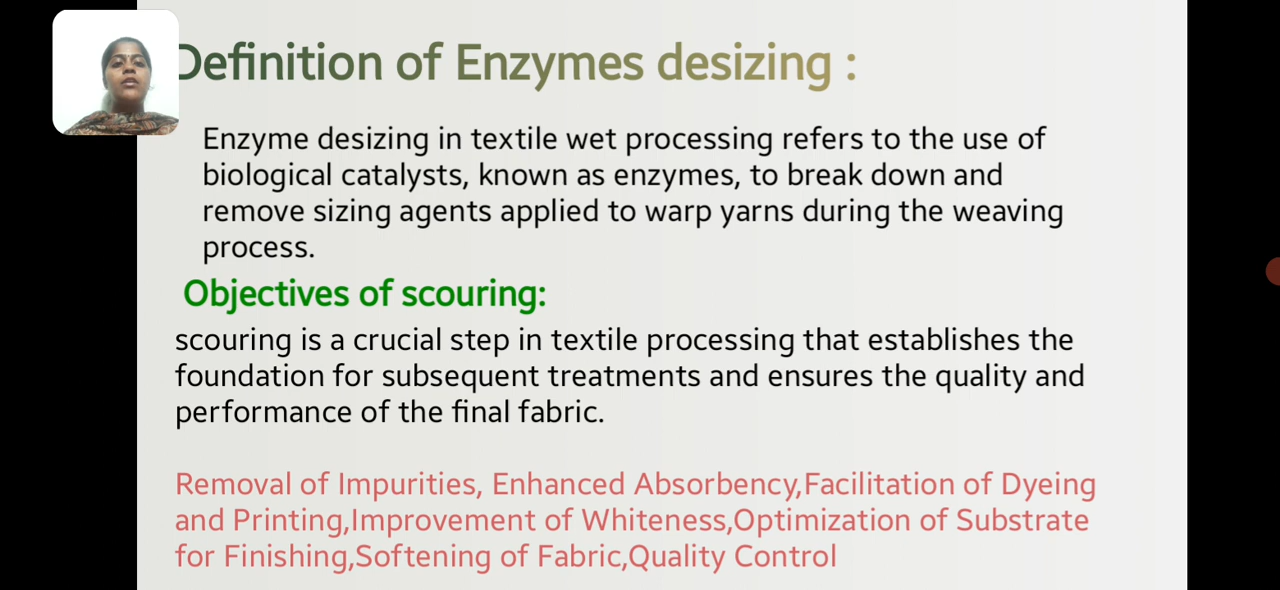 Definition of Enzymes desizing :
Enzyme desizing in textile wet processing refers to the use of
biological catalysts, known as enzymes, to break down and
remove sizing agents applied to warp yarns during the weaving
process.
Objectives of scouring:
scouring is a crucial step in textile processing that establishes the
foundation for subsequent treatments and ensures the quality and
performance of the final fabric.
Removal of Impurities, Enhanced Absorbency,Facilitation of Dyeing
and Printing,Improvement of Whiteness,Optimization of Substrate
for Finishing,Softening of Fabric,Quality Control